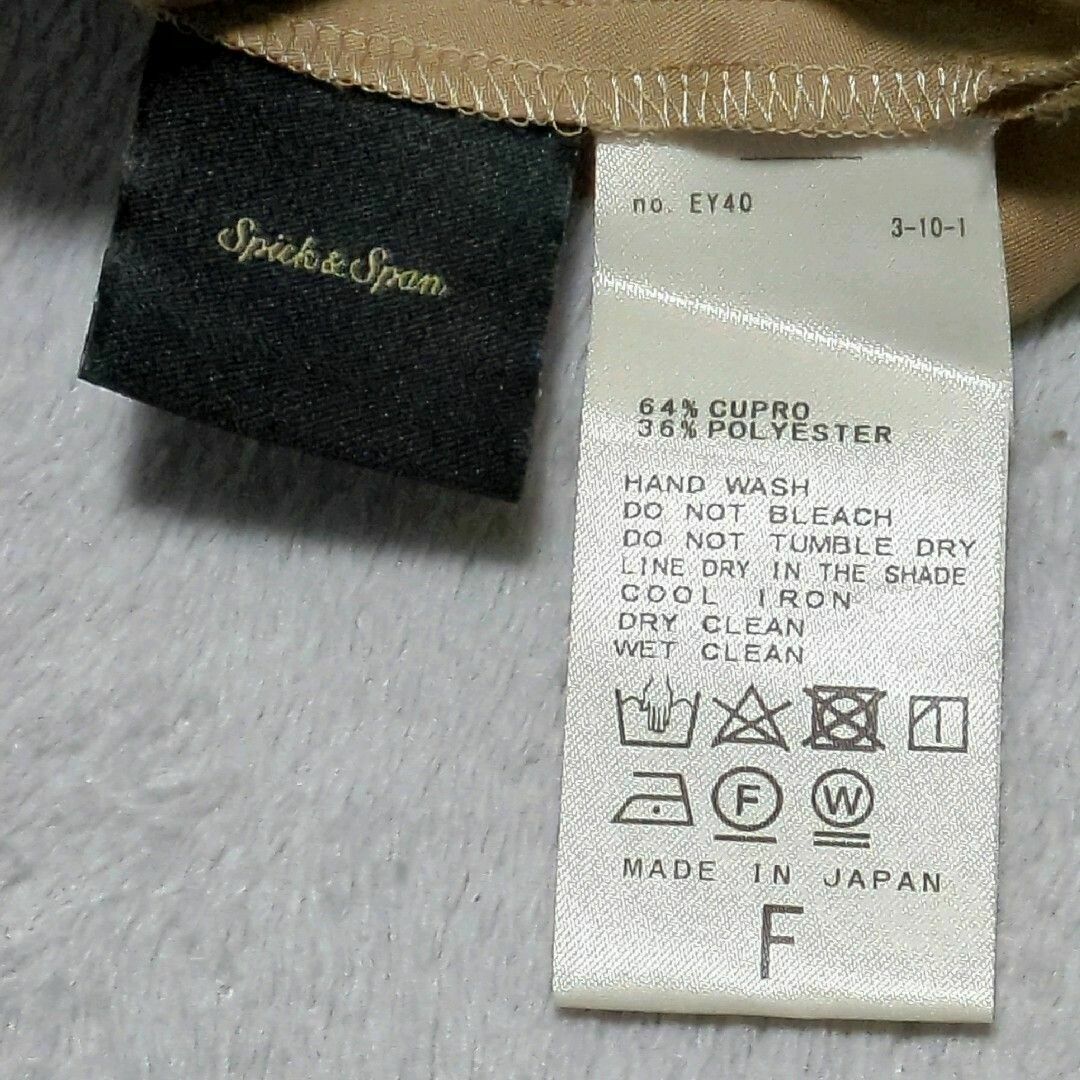 Spick & Span
no. EY40
3-10-1
64% CUPRO
36% POLYESTER
HAND WASH
DO NOT BLEACH
DO NOT TUMBLE DRY
LINE DRY IN THE SHADE
COOL IRON
DRY CLEAN
WET CLEAN
F W
MADE IN JAPAN
F